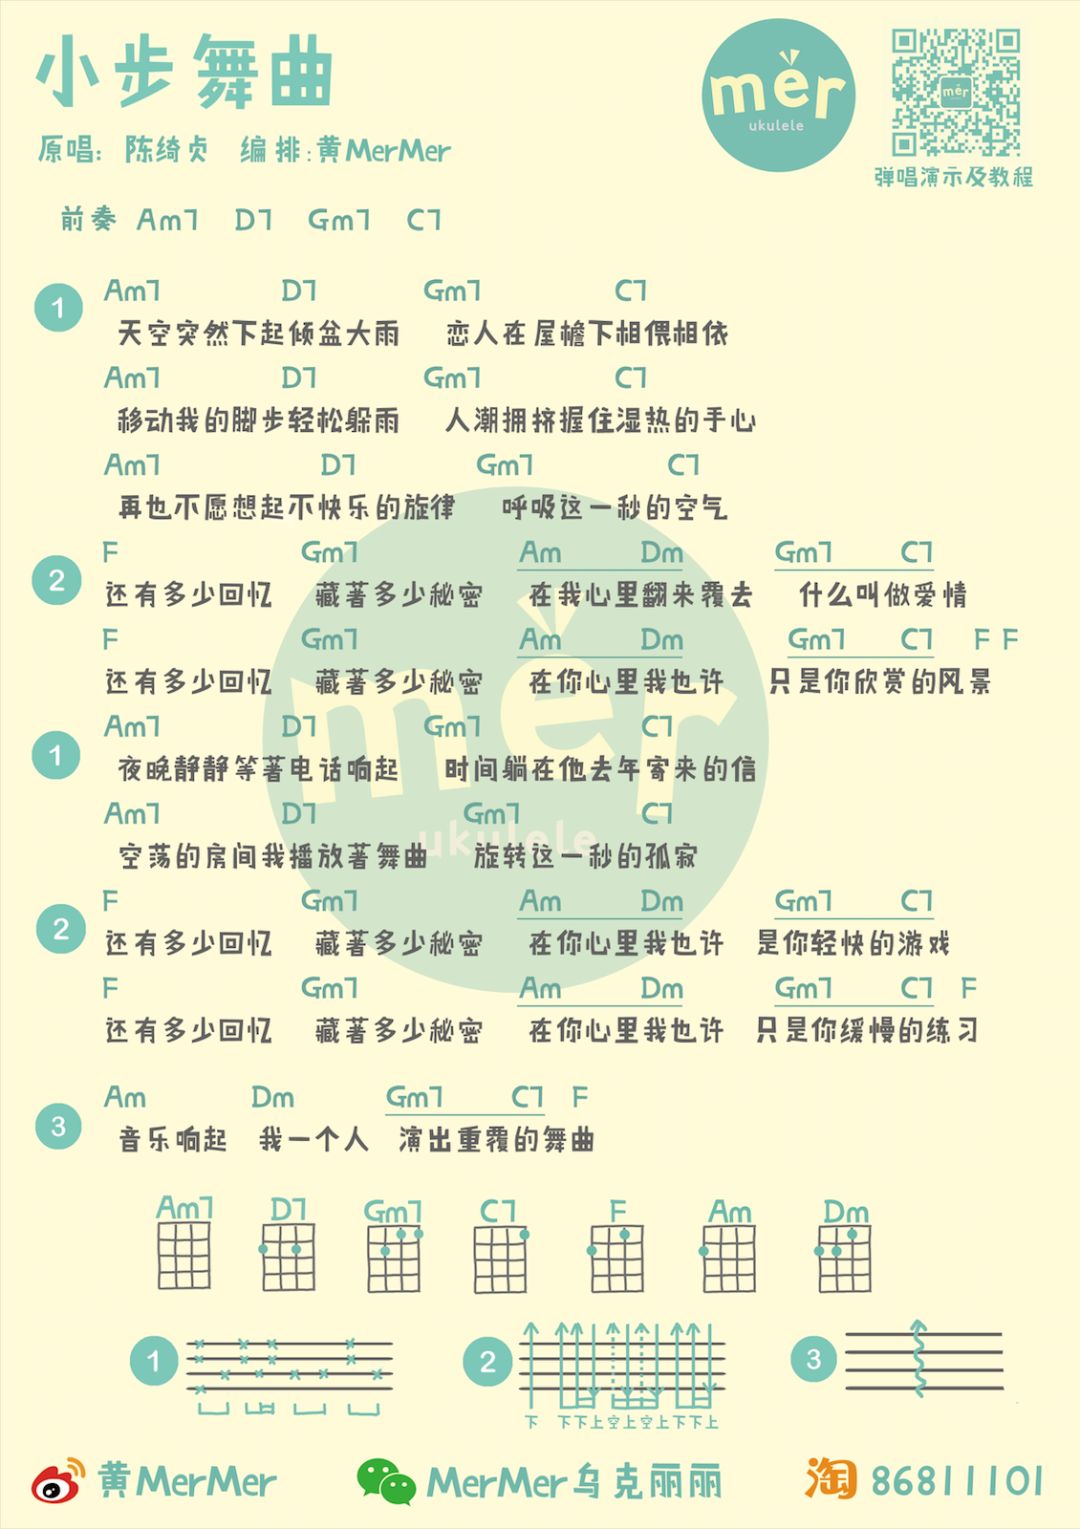 小步舞曲
mer
ukulele
原唱: 陈绮贞 编排:黄MerMer
弹唱演示及教程
前奏 Am7 D7 Gm7 C7
1
Am7 D7 Gm7 C7
天空突然下起倾盆大雨 恋人在屋檐下相偎相依
Am7 D7 Gm7 C7
移动我的脚步轻松躲雨 人潮拥挤握住湿热的手心
Am7 D7 Gm7 C7
再也不愿想起不快乐的旋律 呼吸这一秒的空气
2
F Gm7 Am Dm Gm7 C7
还有多少回忆 藏著多少秘密 在我心里翻来覆去 什么叫做爱情
F Gm7 Am Dm Gm7 C7 F F
还有多少回忆 藏著多少秘密 在你心里我也许 只是你欣赏的风景
1
Am7 D7 Gm7 C7
夜晚静静等著电话响起 时间躺在他去年寄来的信
Am7 D7 Gm7 C7
空荡的房间我播放著舞曲 旋转这一秒的孤寂
2
F Gm7 Am Dm Gm7 C7
还有多少回忆 藏著多少秘密 在你心里我也许 是你轻快的游戏
F Gm7 Am Dm Gm7 C7 F
还有多少回忆 藏著多少秘密 在你心里我也许 只是你缓慢的练习
3
Am Dm Gm7 C7 F
音乐响起 我一个人 演出重覆的舞曲
mer
ukulele
Am7 D7 Gm7 C7 F Am Dm
1 2 3
下 下下上空上空上下下上
黄MerMer MerMer乌克丽丽 淘 86811101